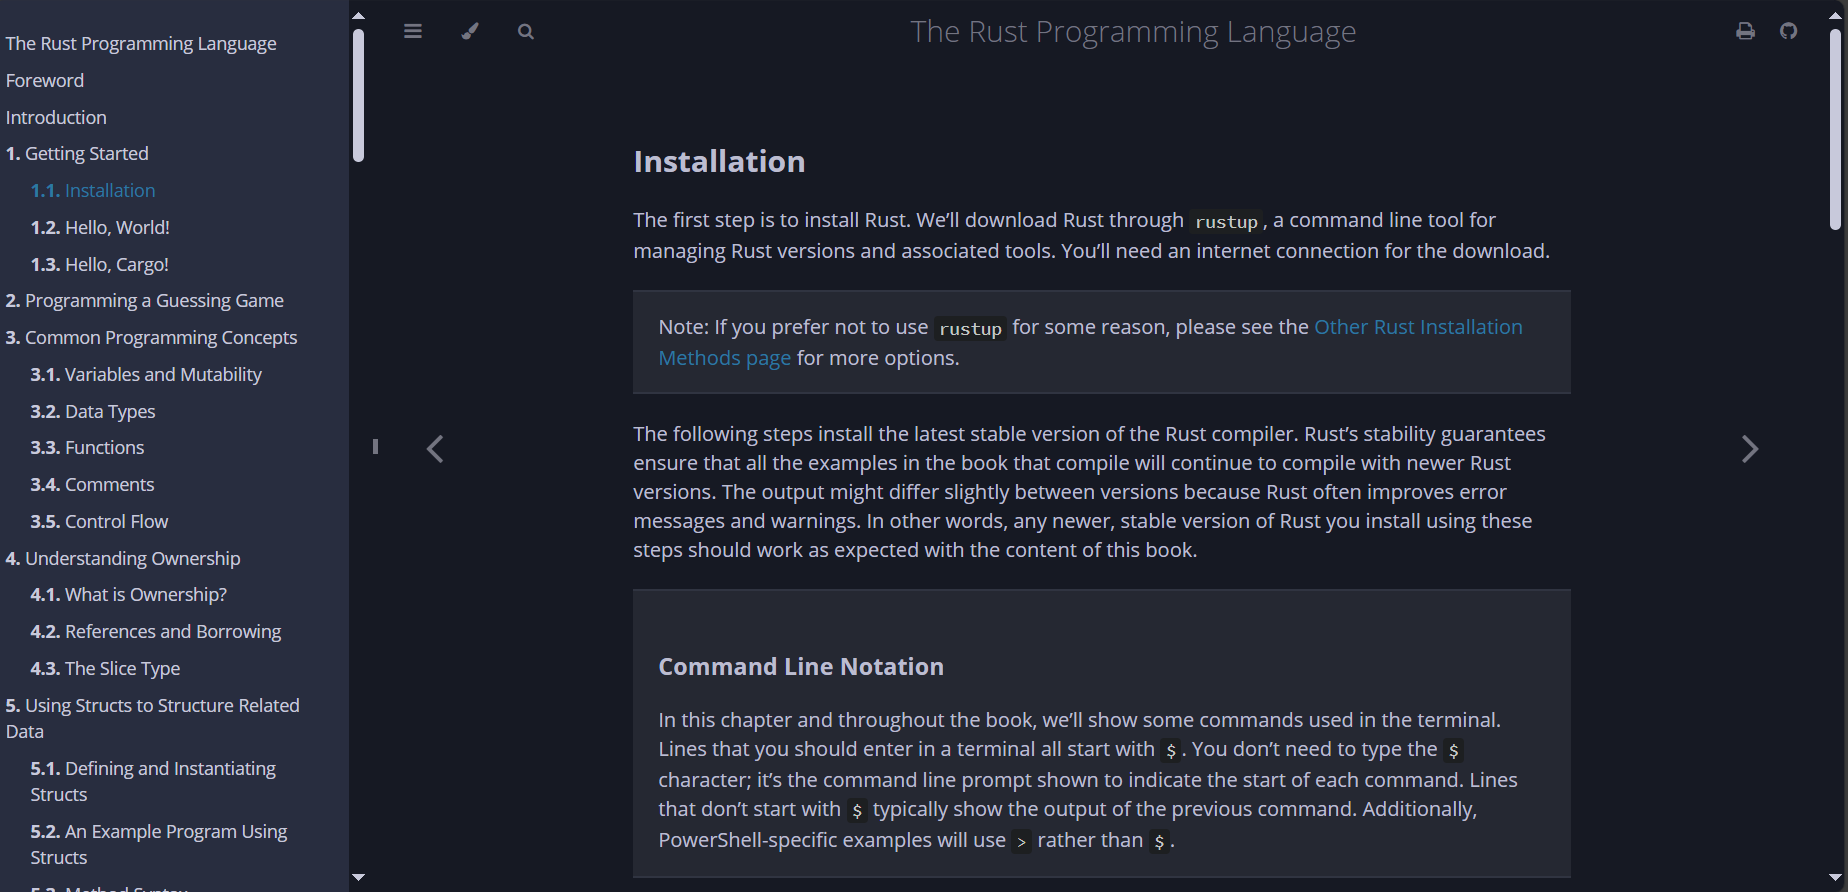 The Rust Programming Language
Foreword
Introduction
1. Getting Started
1.1. Installation
1.2. Hello, World!
1.3. Hello, Cargo!
2. Programming a Guessing Game
3. Common Programming Concepts
3.1. Variables and Mutability
3.2. Data Types
3.3. Functions
3.4. Comments
3.5. Control Flow
4. Understanding Ownership
4.1. What is Ownership?
4.2. References and Borrowing
4.3. The Slice Type
5. Using Structs to Structure Related
Data
5.1. Defining and Instantiating
Structs
5.2. An Example Program Using
Structs
5.3. Method Syntax
The Rust Programming Language
Installation
The first step is to install Rust. We’ll download Rust through rustup, a command line tool for
managing Rust versions and associated tools. You’ll need an internet connection for the download.
Note: If you prefer not to use rustup for some reason, please see the Other Rust Installation
Methods page for more options.
The following steps install the latest stable version of the Rust compiler. Rust’s stability guarantees
ensure that all the examples in the book that compile will continue to compile with newer Rust
versions. The output might differ slightly between versions because Rust often improves error
messages and warnings. In other words, any newer, stable version of Rust you install using these
steps should work as expected with the content of this book.
Command Line Notation
In this chapter and throughout the book, we’ll show some commands used in the terminal.
Lines that you should enter in a terminal all start with $. You don’t need to type the $
character; it’s the command line prompt shown to indicate the start of each command. Lines
that don’t start with $ typically show the output of the previous command. Additionally,
PowerShell-specific examples will use > rather than $.